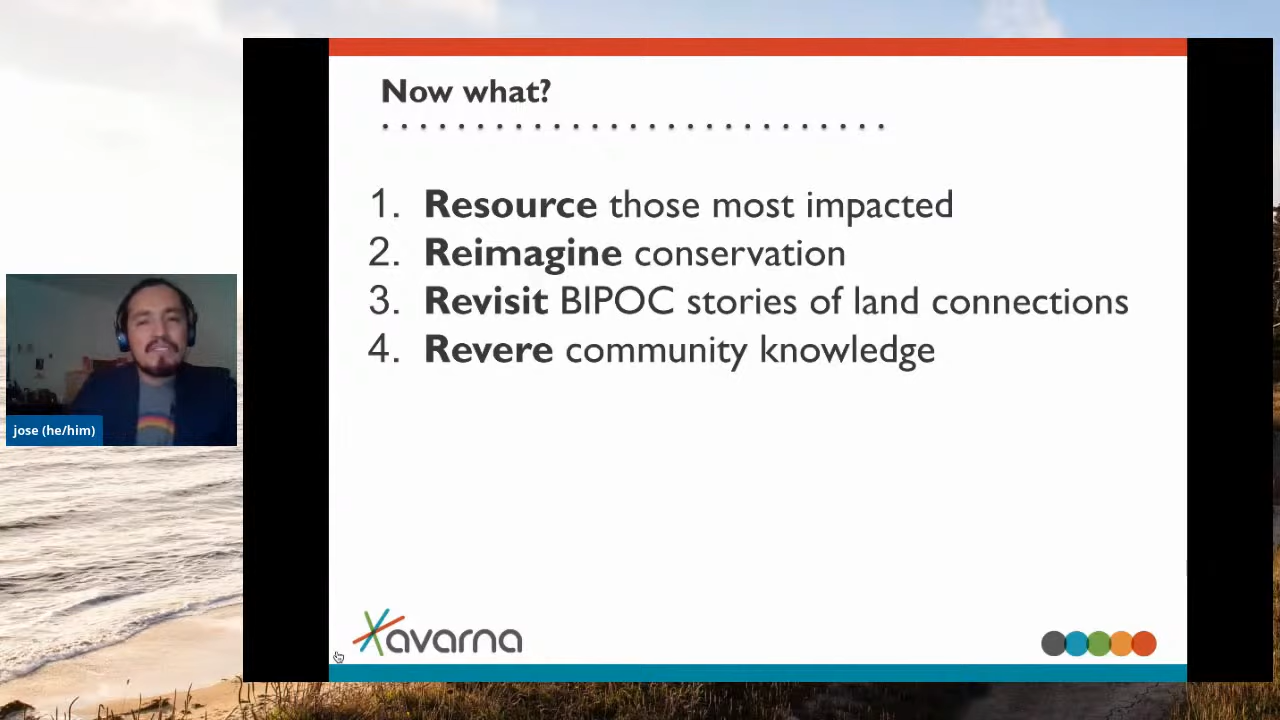 Now what?
1. Resource those most impacted
2. Reimagine conservation
3. Revisit BIPOC stories of land connections
4. Revere community knowledge
jose (he/him)
Avarna